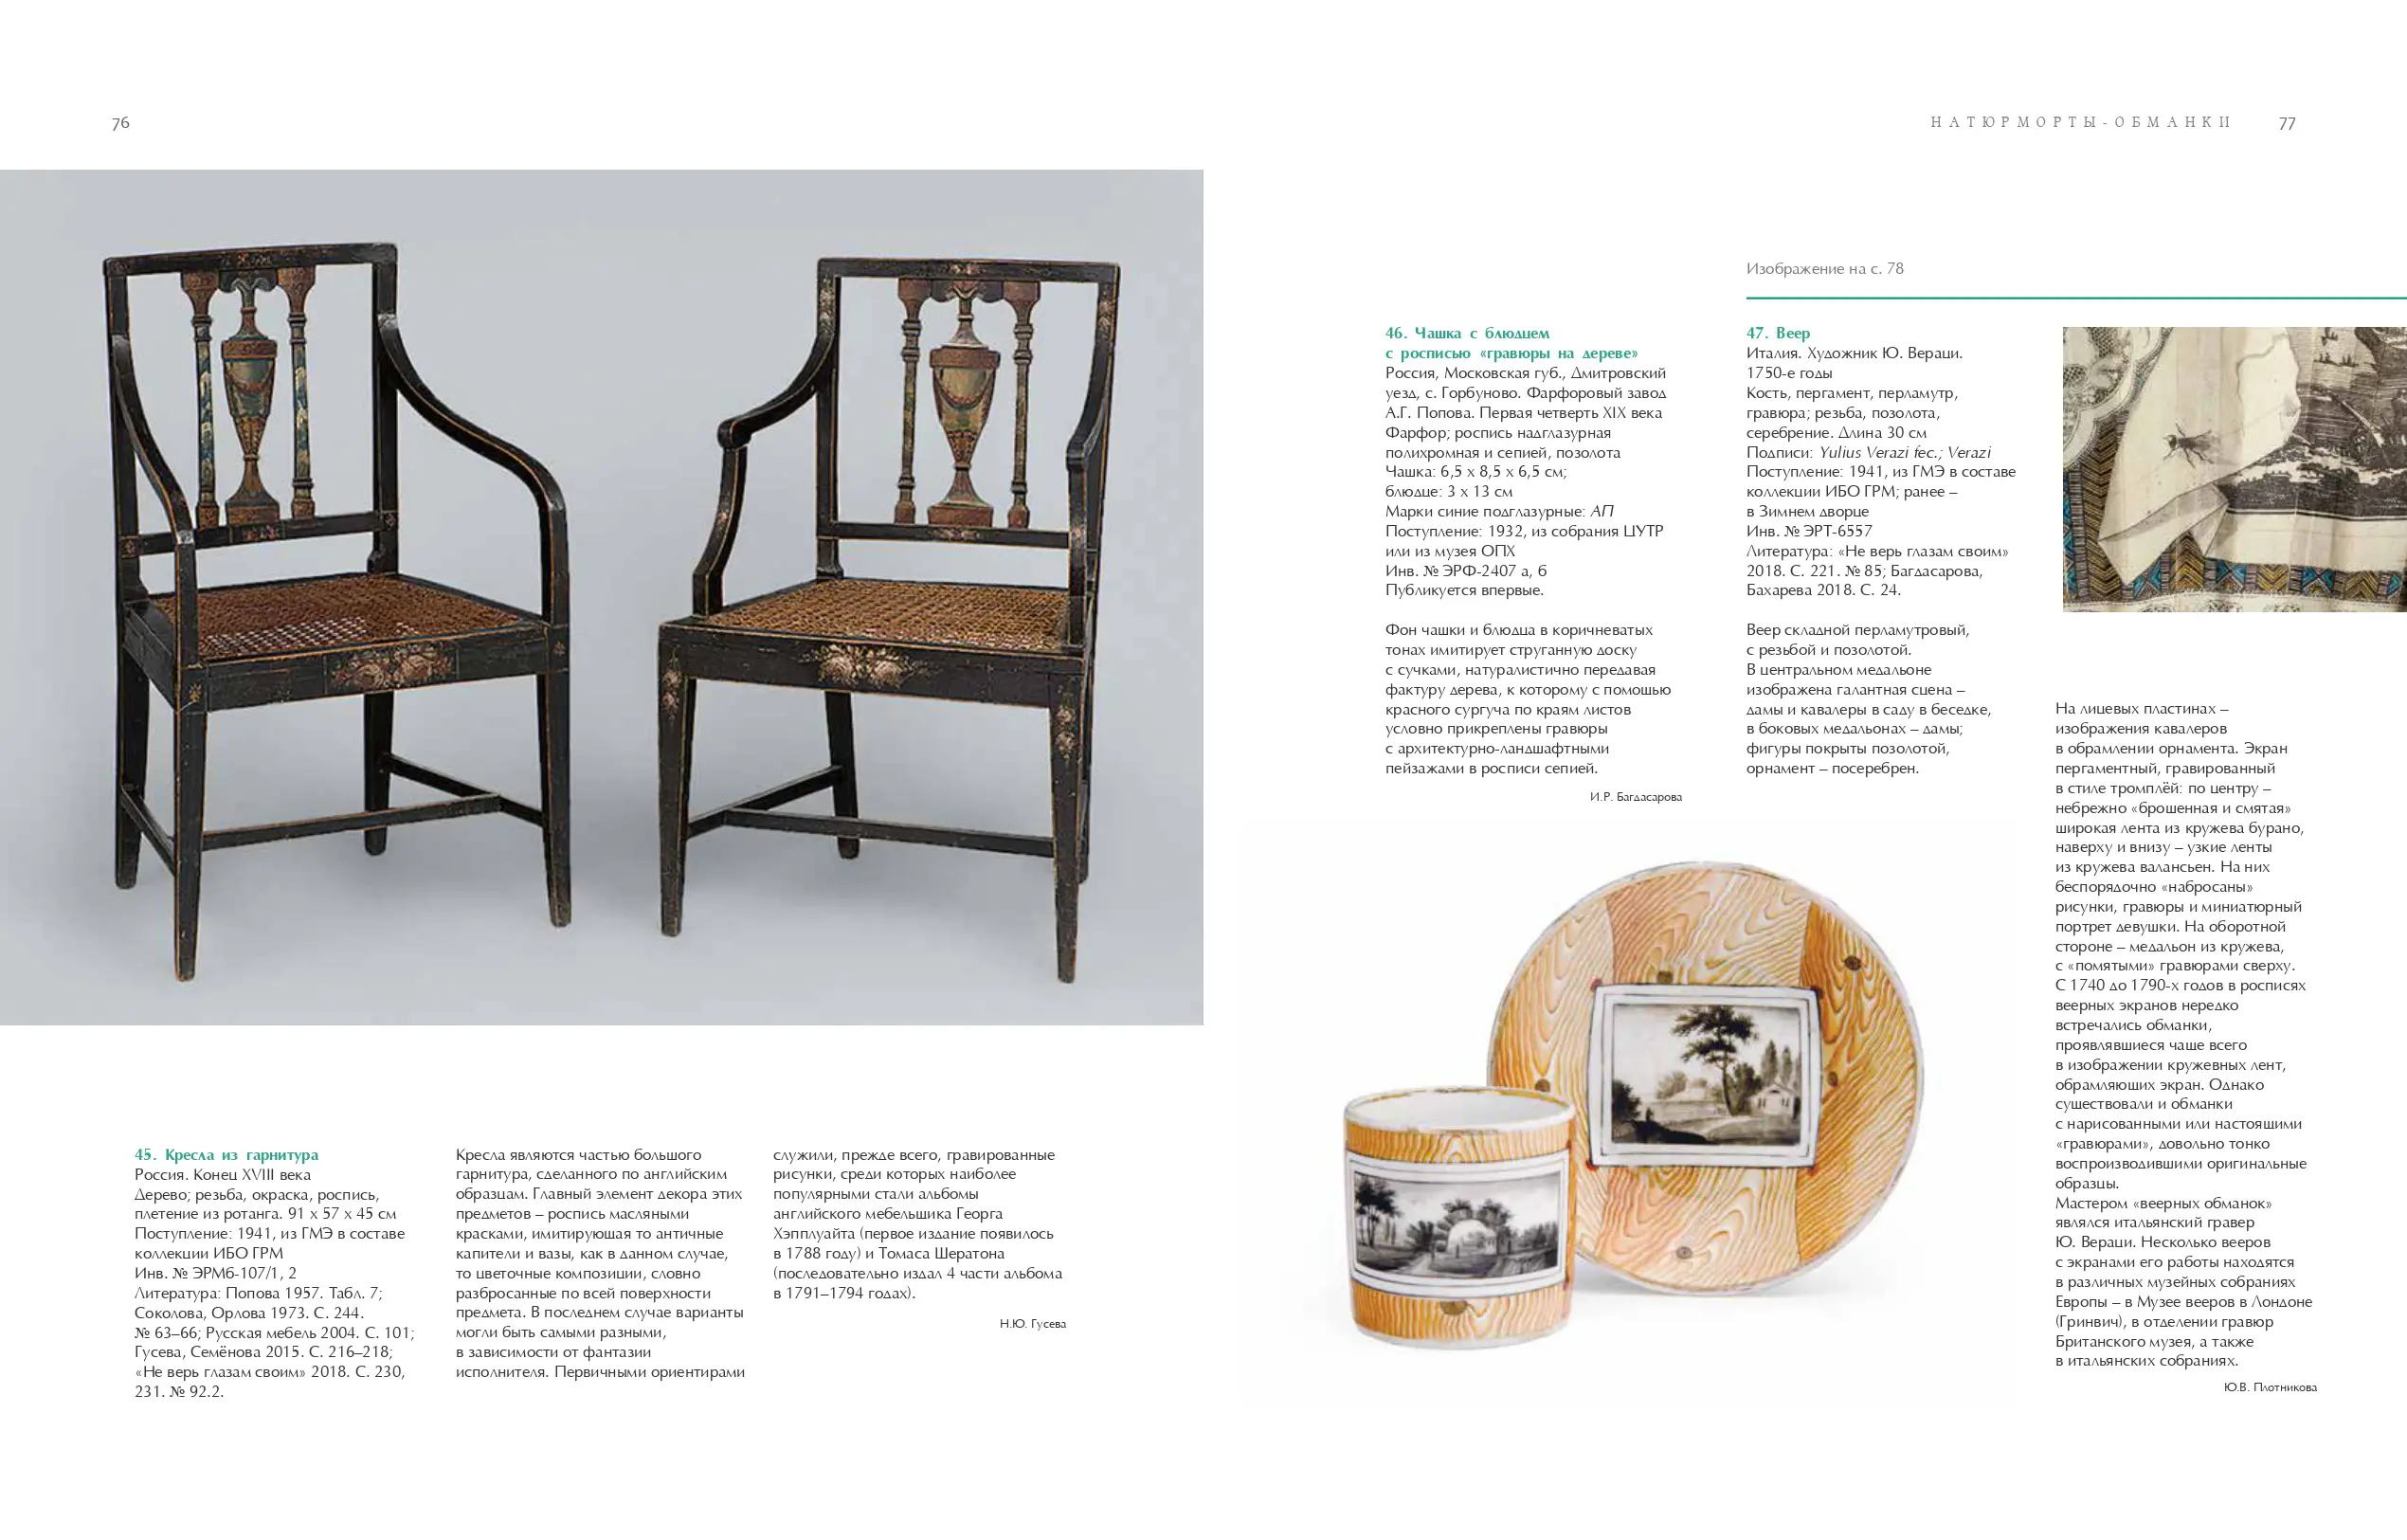 76
45. Кресла из гарнитура
Россия. Конец XVIII века
Дерево; резьба, окраска, роспись,
плетение из ротанга. 91 х 57 х 45 см
Поступление: 1941, из ГМЭ в составе
коллекции ИБО ГРМ
Инв. № ЭРМб-107/1, 2
Литература: Попова 1957. Табл. 7;
Соколова, Орлова 1973. С. 244.
№ 63–66; Русская мебель 2004. С. 101;
Гусева, Семёнова 2015. С. 216–218;
«Не верь глазам своим» 2018. С. 230,
231. № 92.2.
Кресла являются частью большого
гарнитура, сделанного по английским
образцам. Главный элемент декора этих
предметов – роспись масляными
красками, имитирующая то античные
капители и вазы, как в данном случае,
то цветочные композиции, словно
разбросанные по всей поверхности
предмета. В последнем случае варианты
могли быть самыми разными,
в зависимости от фантазии
исполнителя. Первичными ориентирами
служили, прежде всего, гравированные
рисунки, среди которых наиболее
популярными стали альбомы
английского мебельщика Георга
Хэпплуайта (первое издание появилось
в 1788 году) и Томаса Шератона
(последовательно издал 4 части альбома
в 1791–1794 годах).
Н.Ю. Гусева
НАТЮРМОРТЫ-ОБМАНКИ 77
46. Чашка с блюдцем
с росписью «гравюры на дереве»
Россия, Московская губ., Дмитровский
уезд, с. Горбуново. Фарфоровый завод
А.Г. Попова. Первая четверть XIX века
Фарфор; роспись надглазурная
полихромная и сепией, позолота
Чашка: 6,5 х 8,5 х 6,5 см;
блюдце: 3 х 13 см
Марки синие подглазурные: АП
Поступление: 1932, из собрания ЦУТР
или из музея ОПХ
Инв. № ЭРФ-2407 а, б
Публикуется впервые.
Фон чашки и блюдца в коричневатых
тонах имитирует струганную доску
с сучками, натуралистично передавая
фактуру дерева, к которому с помощью
красного сургуча по краям листов
условно прикреплены гравюры
с архитектурно-ландшафтными
пейзажами в росписи сепией.
И.Р. Багдасарова
Изображение на с. 78
47. Веер
Италия. Художник Ю. Вераци.
1750-е годы
Кость, пергамент, перламутр,
гравюра; резьба, позолота,
серебрение. Длина 30 см
Подписи: Yulius Verazi fec.; Verazi
Поступление: 1941, из ГМЭ в составе
коллекции ИБО ГРМ; ранее –
в Зимнем дворце
Инв. № ЭРТ-6557
Литература: «Не верь глазам своим»
2018. С. 221. № 85; Багдасарова,
Бахарева 2018. С. 24.
Веер складной перламутровый,
с резьбой и позолотой.
В центральном медальоне
изображена галантная сцена –
дамы и кавалеры в саду в беседке,
в боковых медальонах – дамы;
фигуры покрыты позолотой,
орнамент – посеребрен.
На лицевых пластинах –
изображения кавалеров
в обрамлении орнамента. Экран
пергаментный, гравированный
в стиле тромплёй: по центру –
небрежно «брошенная и смятая»
широкая лента из кружева бурано,
наверху и внизу – узкие ленты
из кружева валансьен. На них
беспорядочно «набросаны»
рисунки, гравюры и миниатюрный
портрет девушки. На оборотной
стороне – медальон из кружева,
с «помятыми» гравюрами сверху.
С 1740 до 1790-х годов в росписях
веерных экранов нередко
встречались обманки,
проявлявшиеся чаще всего
в изображении кружевных лент,
обрамляющих экран. Однако
существовали и обманки
с нарисованными или настоящими
«гравюрами», довольно тонко
воспроизводившими оригинальные
образцы.
Мастером «веерных обманок»
являлся итальянский гравер
Ю. Вераци. Несколько вееров
с экранами его работы находятся
в различных музейных собраниях
Европы – в Музее вееров в Лондоне
(Гринвич), в отделении гравюр
Британского музея, а также
в итальянских собраниях.
Ю.В. Плотникова